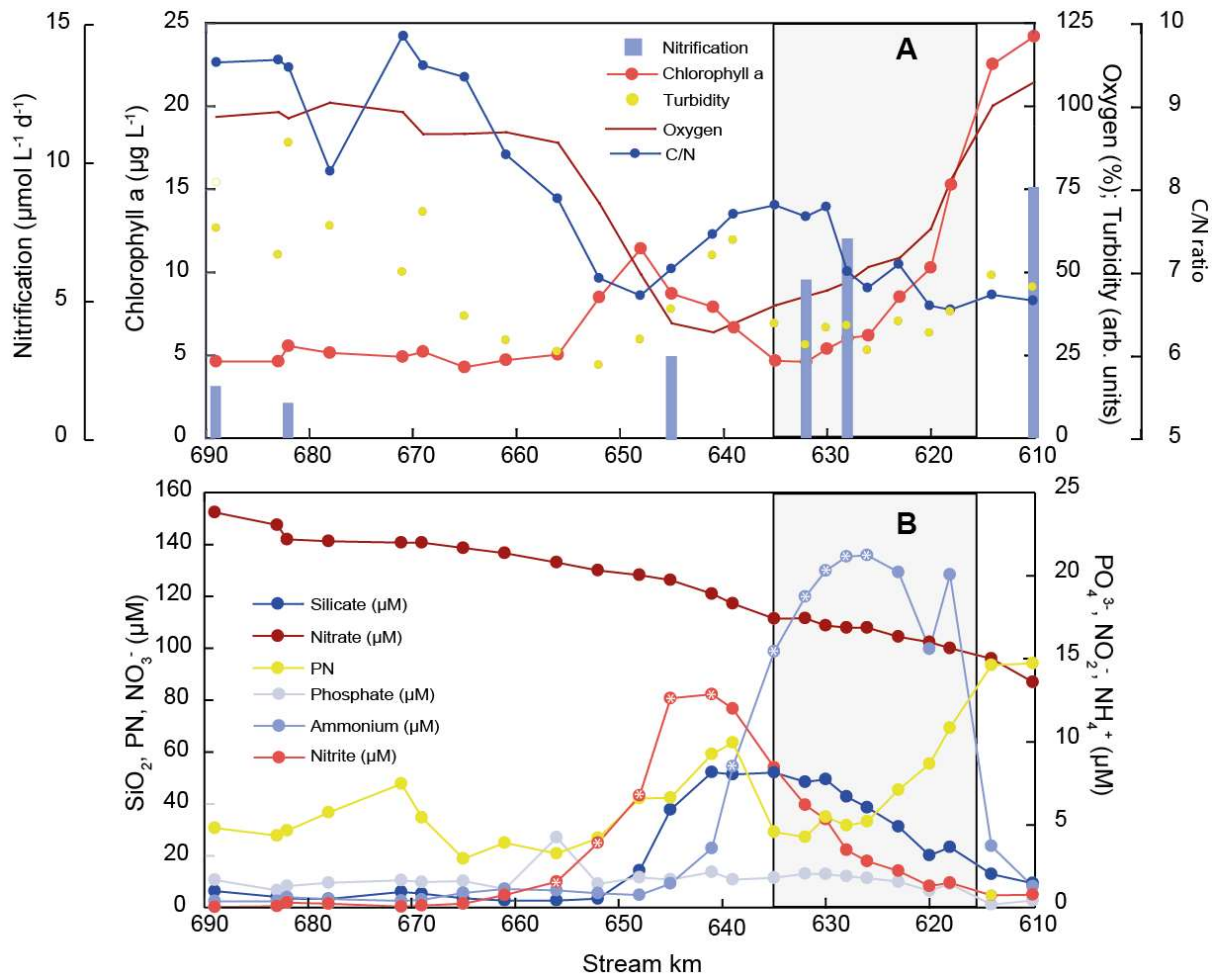 15
25
125
10
A
Nitrification
Chlorophyll a
Turbidity
Oxygen
C/N
20
100
9
10
15
75
8
10
50
7
5
5
25
6
0
0
0
5
Nitrification (µmol L⁻¹ d⁻¹)
Chlorophyll a (µg L⁻¹)
Oxygen (%); Turbidity (arb. units)
C/N ratio
690 680 670 660 650 640 630 620 610
160
25
B
140
120
20
Silicate (µM)
Nitrate (µM)
PN
Phosphate (µM)
Ammonium (µM)
Nitrite (µM)
100
15
80
60
10
40
5
20
0
0
SiO₂, PN, NO₃⁻ (µM)
PO₄³⁻, NO₂⁻, NH₄⁺ (µM)
690 680 670 660 650 640 630 620 610
Stream km